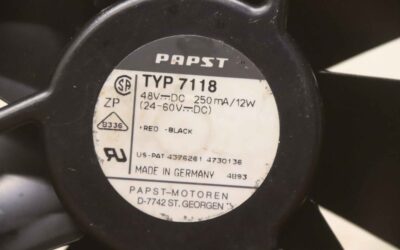 PAPST
TYP 7118
48V⎓DC 250mA/12W
(24-60V⎓DC)
ZP
9336
+RED -BLACK
US-PAT 4376261 4730136
MADE IN GERMANY 4893
PAPST-MOTOREN
D-7742 ST. GEORGEN